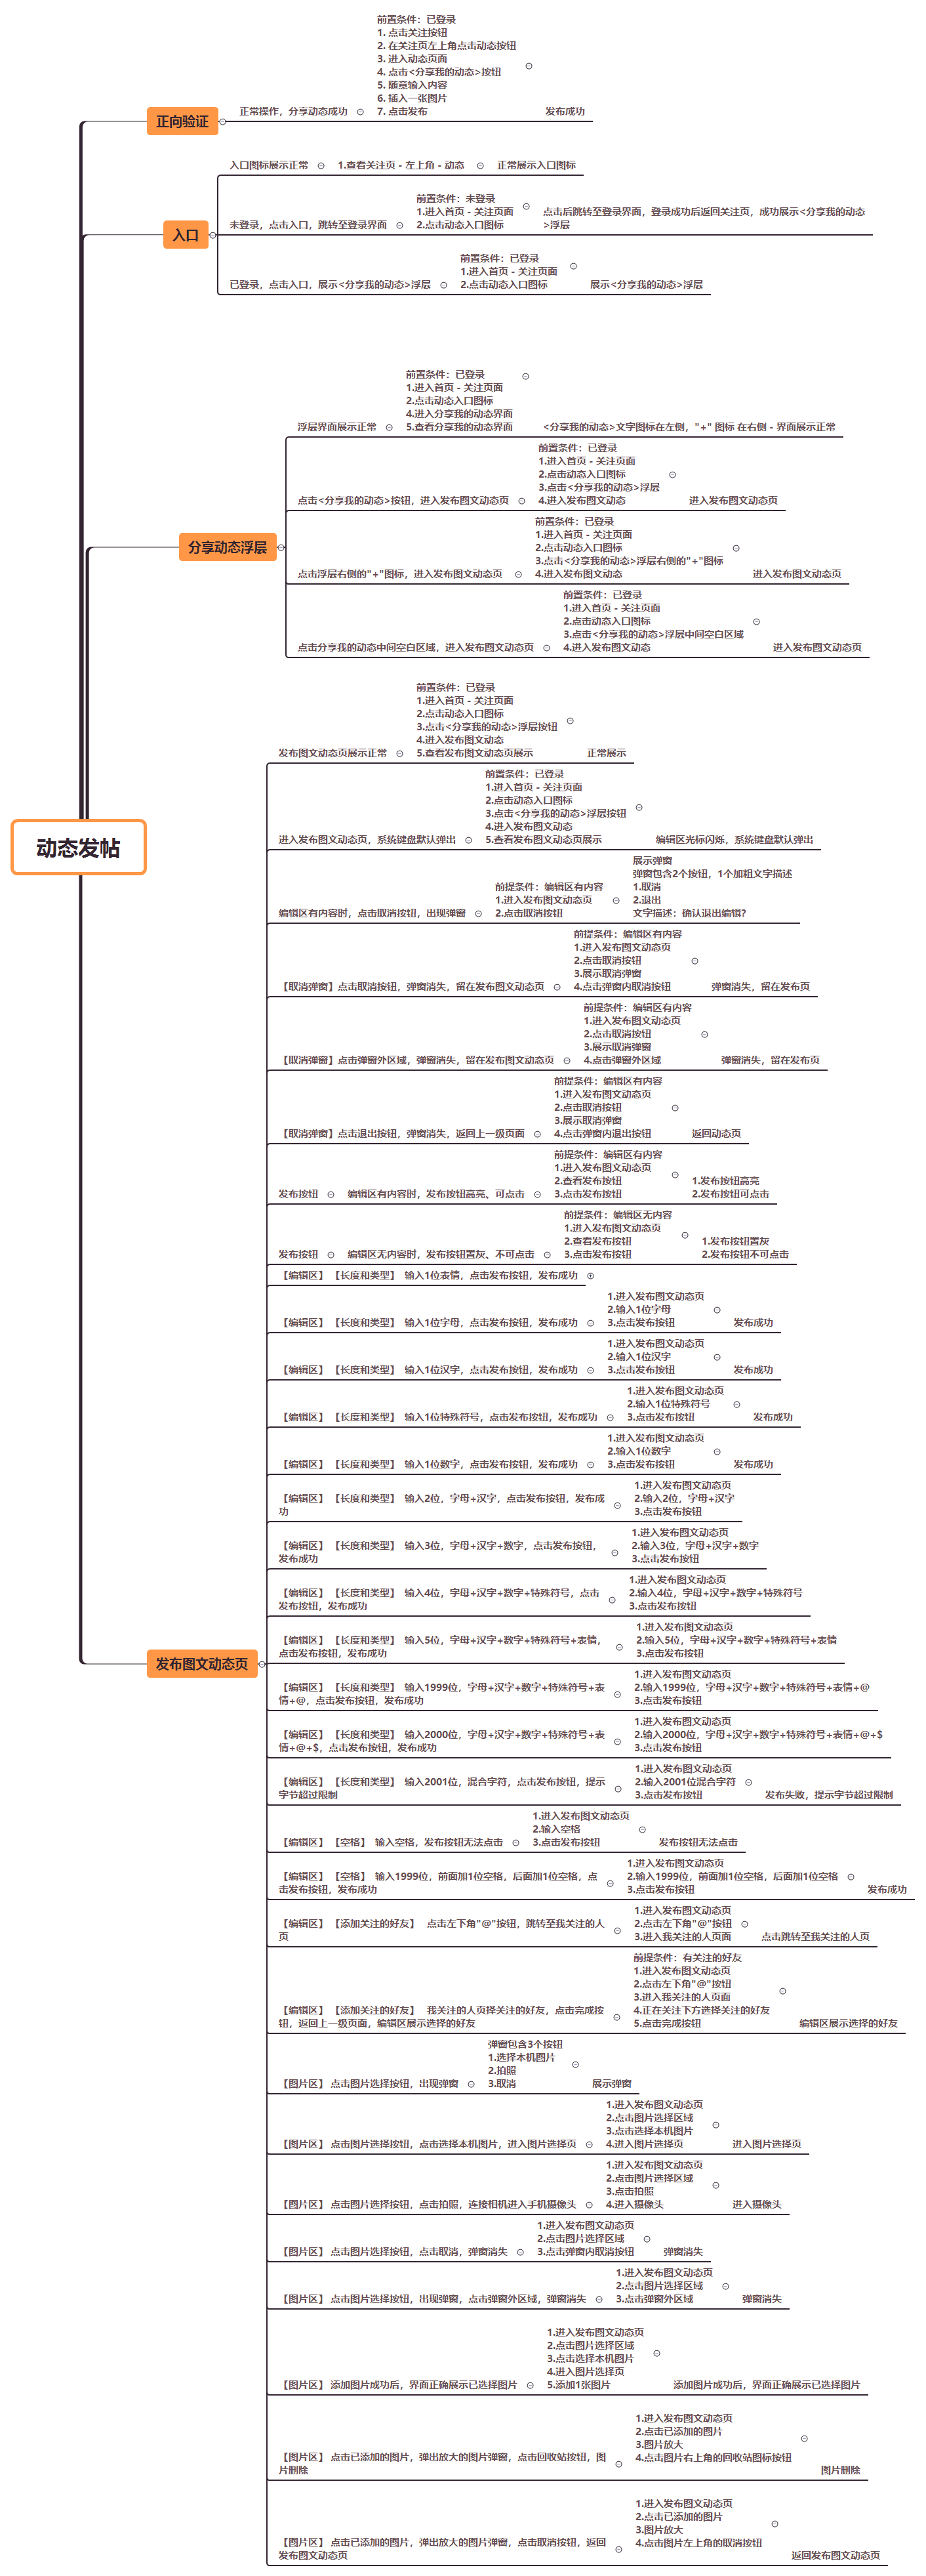 动态发帖
正向验证
正常操作，分享动态成功
前置条件：已登录
1. 点击关注按钮
2. 在关注页左上角点击动态按钮
3. 进入动态页面
4. 点击<分享我的动态>按钮
5. 随意输入内容
6. 插入一张图片
7. 点击发布
发布成功
入口
入口图标展示正常
1.查看关注页 - 左上角 - 动态
正常展示入口图标
未登录，点击入口，跳转至登录界面
前置条件：未登录
1.进入首页 - 关注页面
2.点击动态入口图标
点击后跳转至登录界面，登录成功后返回关注页，成功展示<分享我的动态
>浮层
已登录，点击入口，展示<分享我的动态>浮层
前置条件：已登录
1.进入首页 - 关注页面
2.点击动态入口图标
展示<分享我的动态>浮层
分享动态浮层
浮层界面展示正常
前置条件：已登录
1.进入首页 - 关注页面
2.点击动态入口图标
4.进入分享我的动态界面
5.查看分享我的动态界面
<分享我的动态>文字图标在左侧，"+" 图标 在右侧 - 界面展示正常
点击<分享我的动态>按钮，进入发布图文动态页
前置条件：已登录
1.进入首页 - 关注页面
2.点击动态入口图标
3.点击<分享我的动态>浮层
4.进入发布图文动态
进入发布图文动态页
点击浮层右侧的"+"图标，进入发布图文动态页
前置条件：已登录
1.进入首页 - 关注页面
2.点击动态入口图标
3.点击<分享我的动态>浮层右侧的"+"图标
4.进入发布图文动态
进入发布图文动态页
点击分享我的动态中间空白区域，进入发布图文动态页
前置条件：已登录
1.进入首页 - 关注页面
2.点击动态入口图标
3.点击<分享我的动态>浮层中间空白区域
4.进入发布图文动态
进入发布图文动态页
发布图文动态页
发布图文动态页展示正常
前置条件：已登录
1.进入首页 - 关注页面
2.点击动态入口图标
3.点击<分享我的动态>浮层按钮
4.进入发布图文动态
5.查看发布图文动态页展示
正常展示
进入发布图文动态页，系统键盘默认弹出
前置条件：已登录
1.进入首页 - 关注页面
2.点击动态入口图标
3.点击<分享我的动态>浮层按钮
4.进入发布图文动态
5.查看发布图文动态页展示
编辑区光标闪烁，系统键盘默认弹出
编辑区有内容时，点击取消按钮，出现弹窗
前提条件：编辑区有内容
1.进入发布图文动态页
2.点击取消按钮
展示弹窗
弹窗包含2个按钮，1个加粗文字描述
1.取消
2.退出
文字描述：确认退出编辑？
【取消弹窗】点击取消按钮，弹窗消失，留在发布图文动态页
前提条件：编辑区有内容
1.进入发布图文动态页
2.点击取消按钮
3.展示取消弹窗
4.点击弹窗内取消按钮
弹窗消失，留在发布页
【取消弹窗】点击弹窗外区域，弹窗消失，留在发布图文动态页
前提条件：编辑区有内容
1.进入发布图文动态页
2.点击取消按钮
3.展示取消弹窗
4.点击弹窗外区域
弹窗消失，留在发布页
【取消弹窗】点击退出按钮，弹窗消失，返回上一级页面
前提条件：编辑区有内容
1.进入发布图文动态页
2.点击取消按钮
3.展示取消弹窗
4.点击弹窗内退出按钮
返回动态页
发布按钮
编辑区有内容时，发布按钮高亮、可点击
前提条件：编辑区有内容
1.进入发布图文动态页
2.查看发布按钮
3.点击发布按钮
1.发布按钮高亮
2.发布按钮可点击
发布按钮
编辑区无内容时，发布按钮置灰、不可点击
前提条件：编辑区无内容
1.进入发布图文动态页
2.查看发布按钮
3.点击发布按钮
1.发布按钮置灰
2.发布按钮不可点击
【编辑区】 【长度和类型】 输入1位表情，点击发布按钮，发布成功
【编辑区】 【长度和类型】 输入1位字母，点击发布按钮，发布成功
1.进入发布图文动态页
2.输入1位字母
3.点击发布按钮
发布成功
【编辑区】 【长度和类型】 输入1位汉字，点击发布按钮，发布成功
1.进入发布图文动态页
2.输入1位汉字
3.点击发布按钮
发布成功
【编辑区】 【长度和类型】 输入1位特殊符号，点击发布按钮，发布成功
1.进入发布图文动态页
2.输入1位特殊符号
3.点击发布按钮
发布成功
【编辑区】 【长度和类型】 输入1位数字，点击发布按钮，发布成功
1.进入发布图文动态页
2.输入1位数字
3.点击发布按钮
发布成功
【编辑区】 【长度和类型】 输入2位，字母+汉字，点击发布按钮，发布成
功
1.进入发布图文动态页
2.输入2位，字母+汉字
3.点击发布按钮
【编辑区】 【长度和类型】 输入3位，字母+汉字+数字，点击发布按钮，
发布成功
1.进入发布图文动态页
2.输入3位，字母+汉字+数字
3.点击发布按钮
【编辑区】 【长度和类型】 输入4位，字母+汉字+数字+特殊符号，点击
发布按钮，发布成功
1.进入发布图文动态页
2.输入4位，字母+汉字+数字+特殊符号
3.点击发布按钮
【编辑区】 【长度和类型】 输入5位，字母+汉字+数字+特殊符号+表情，
点击发布按钮，发布成功
1.进入发布图文动态页
2.输入5位，字母+汉字+数字+特殊符号+表情
3.点击发布按钮
【编辑区】 【长度和类型】 输入1999位，字母+汉字+数字+特殊符号+表
情+@，点击发布按钮，发布成功
1.进入发布图文动态页
2.输入1999位，字母+汉字+数字+特殊符号+表情+@
3.点击发布按钮
【编辑区】 【长度和类型】 输入2000位，字母+汉字+数字+特殊符号+表
情+@+$，点击发布按钮，发布成功
1.进入发布图文动态页
2.输入2000位，字母+汉字+数字+特殊符号+表情+@+$
3.点击发布按钮
【编辑区】 【长度和类型】 输入2001位，混合字符，点击发布按钮，提示
字节超过限制
1.进入发布图文动态页
2.输入2001位混合字符
3.点击发布按钮
发布失败，提示字节超过限制
【编辑区】 【空格】 输入空格，发布按钮无法点击
1.进入发布图文动态页
2.输入空格
3.点击发布按钮
发布按钮无法点击
【编辑区】 【空格】 输入1999位，前面加1位空格，后面加1位空格，点
击发布按钮，发布成功
1.进入发布图文动态页
2.输入1999位，前面加1位空格，后面加1位空格
3.点击发布按钮
发布成功
【编辑区】 【添加关注的好友】 点击左下角"@"按钮，跳转至我关注的人
页
1.进入发布图文动态页
2.点击左下角"@"按钮
3.进入我关注的人页面
点击跳转至我关注的人页
【编辑区】 【添加关注的好友】 我关注的人页择关注的好友，点击完成按
钮，返回上一级页面，编辑区展示选择的好友
前提条件：有关注的好友
1.进入发布图文动态页
2.点击左下角"@"按钮
3.进入我关注的人页面
4.正在关注下方选择关注的好友
5.点击完成按钮
编辑区展示选择的好友
【图片区】 点击图片选择按钮，出现弹窗
弹窗包含3个按钮
1.选择本机图片
2.拍照
3.取消
展示弹窗
【图片区】 点击图片选择按钮，点击选择本机图片，进入图片选择页
1.进入发布图文动态页
2.点击图片选择区域
3.点击选择本机图片
4.进入图片选择页
进入图片选择页
【图片区】 点击图片选择按钮，点击拍照，连接相机进入手机摄像头
1.进入发布图文动态页
2.点击图片选择区域
3.点击拍照
4.进入摄像头
进入摄像头
【图片区】 点击图片选择按钮，点击取消，弹窗消失
1.进入发布图文动态页
2.点击图片选择区域
3.点击弹窗内取消按钮
弹窗消失
【图片区】 点击图片选择按钮，出现弹窗，点击弹窗外区域，弹窗消失
1.进入发布图文动态页
2.点击图片选择区域
3.点击弹窗外区域
弹窗消失
【图片区】 添加图片成功后，界面正确展示已选择图片
1.进入发布图文动态页
2.点击图片选择区域
3.点击选择本机图片
4.进入图片选择页
5.添加1张图片
添加图片成功后，界面正确展示已选择图片
【图片区】 点击已添加的图片，弹出放大的图片弹窗，点击回收站按钮，图
片删除
1.进入发布图文动态页
2.点击已添加的图片
3.图片放大
4.点击图片右上角的回收站图标按钮
图片删除
【图片区】 点击已添加的图片，弹出放大的图片弹窗，点击取消按钮，返回
发布图文动态页
1.进入发布图文动态页
2.点击已添加的图片
3.图片放大
4.点击图片左上角的取消按钮
返回发布图文动态页